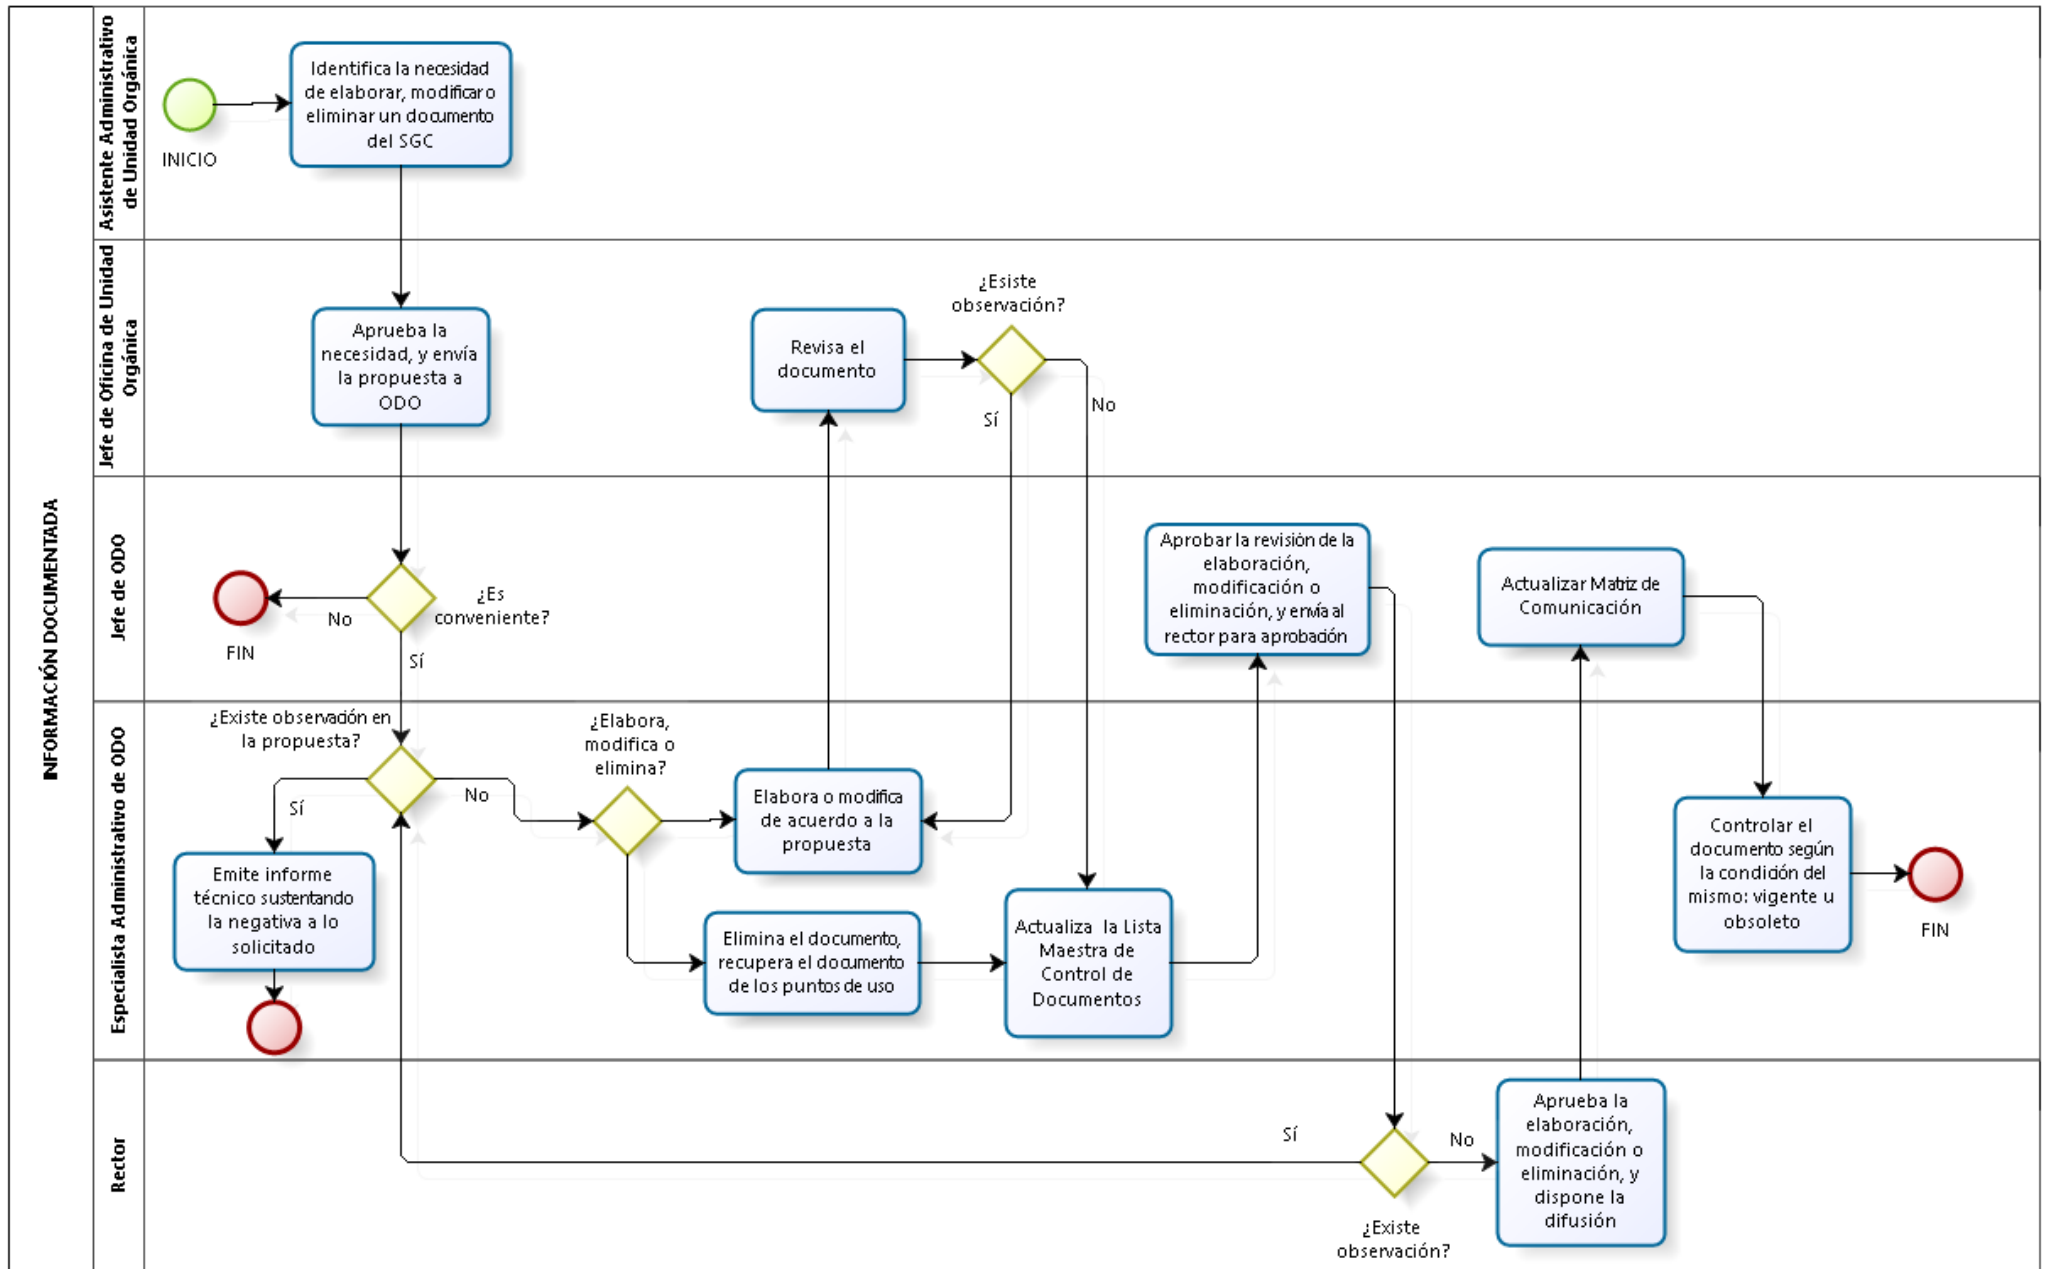 INFORMACIÓN DOCUMENTADA
Asistente Administrativo
de Unidad Orgánica
INICIO
Identifica la necesidad
de elaborar, modificar o
eliminar un documento
del SGC
Jefe de Oficina de Unidad
Orgánica
Aprueba la
necesidad, y envía
la propuesta a
ODO
Revisa el
documento
¿Esiste
observación?
Sí
No
Jefe de ODO
FIN
No
¿Es
conveniente?
Sí
Aprobar la revisión de la
elaboración,
modificación o
eliminación, y envía al
rector para aprobación
Actualizar Matriz de
Comunicación
Especialista Administrativo de ODO
¿Existe observación en
la propuesta?
Sí
No
Emite informe
técnico sustentando
la negativa a lo
solicitado
¿Elabora,
modifica o
elimina?
Elabora o modifica
de acuerdo a la
propuesta
Elimina el documento,
recupera el documento
de los puntos de uso
Actualiza la Lista
Maestra de
Control de
Documentos
Controlar el
documento según
la condición del
mismo: vigente u
obsoleto
FIN
Rector
Sí
¿Existe
observación?
No
Aprueba la
elaboración,
modificación o
eliminación, y
dispone la
difusión